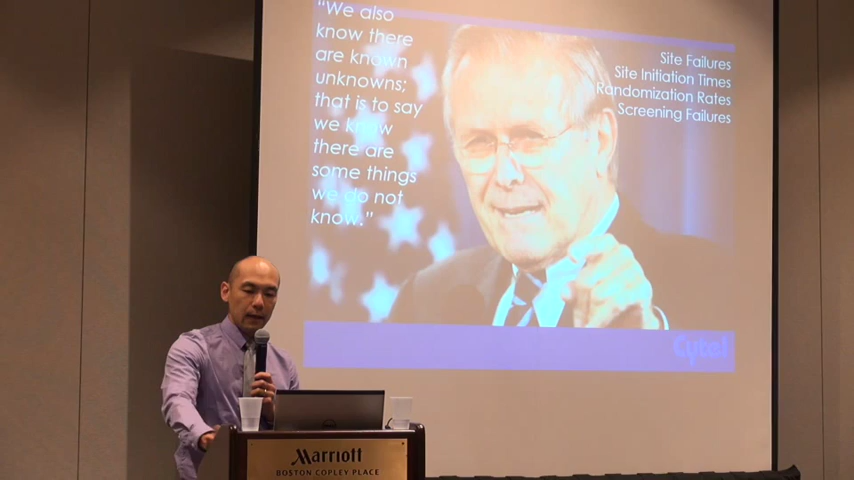 “We also
know there
are known
unknowns;
that is to say
we know
there are
some things
we do not
know.”
Site Failures
Site Initiation Times
Randomization Rates
Screening Failures
Cytel
Marriott
BOSTON COPLEY PLACE